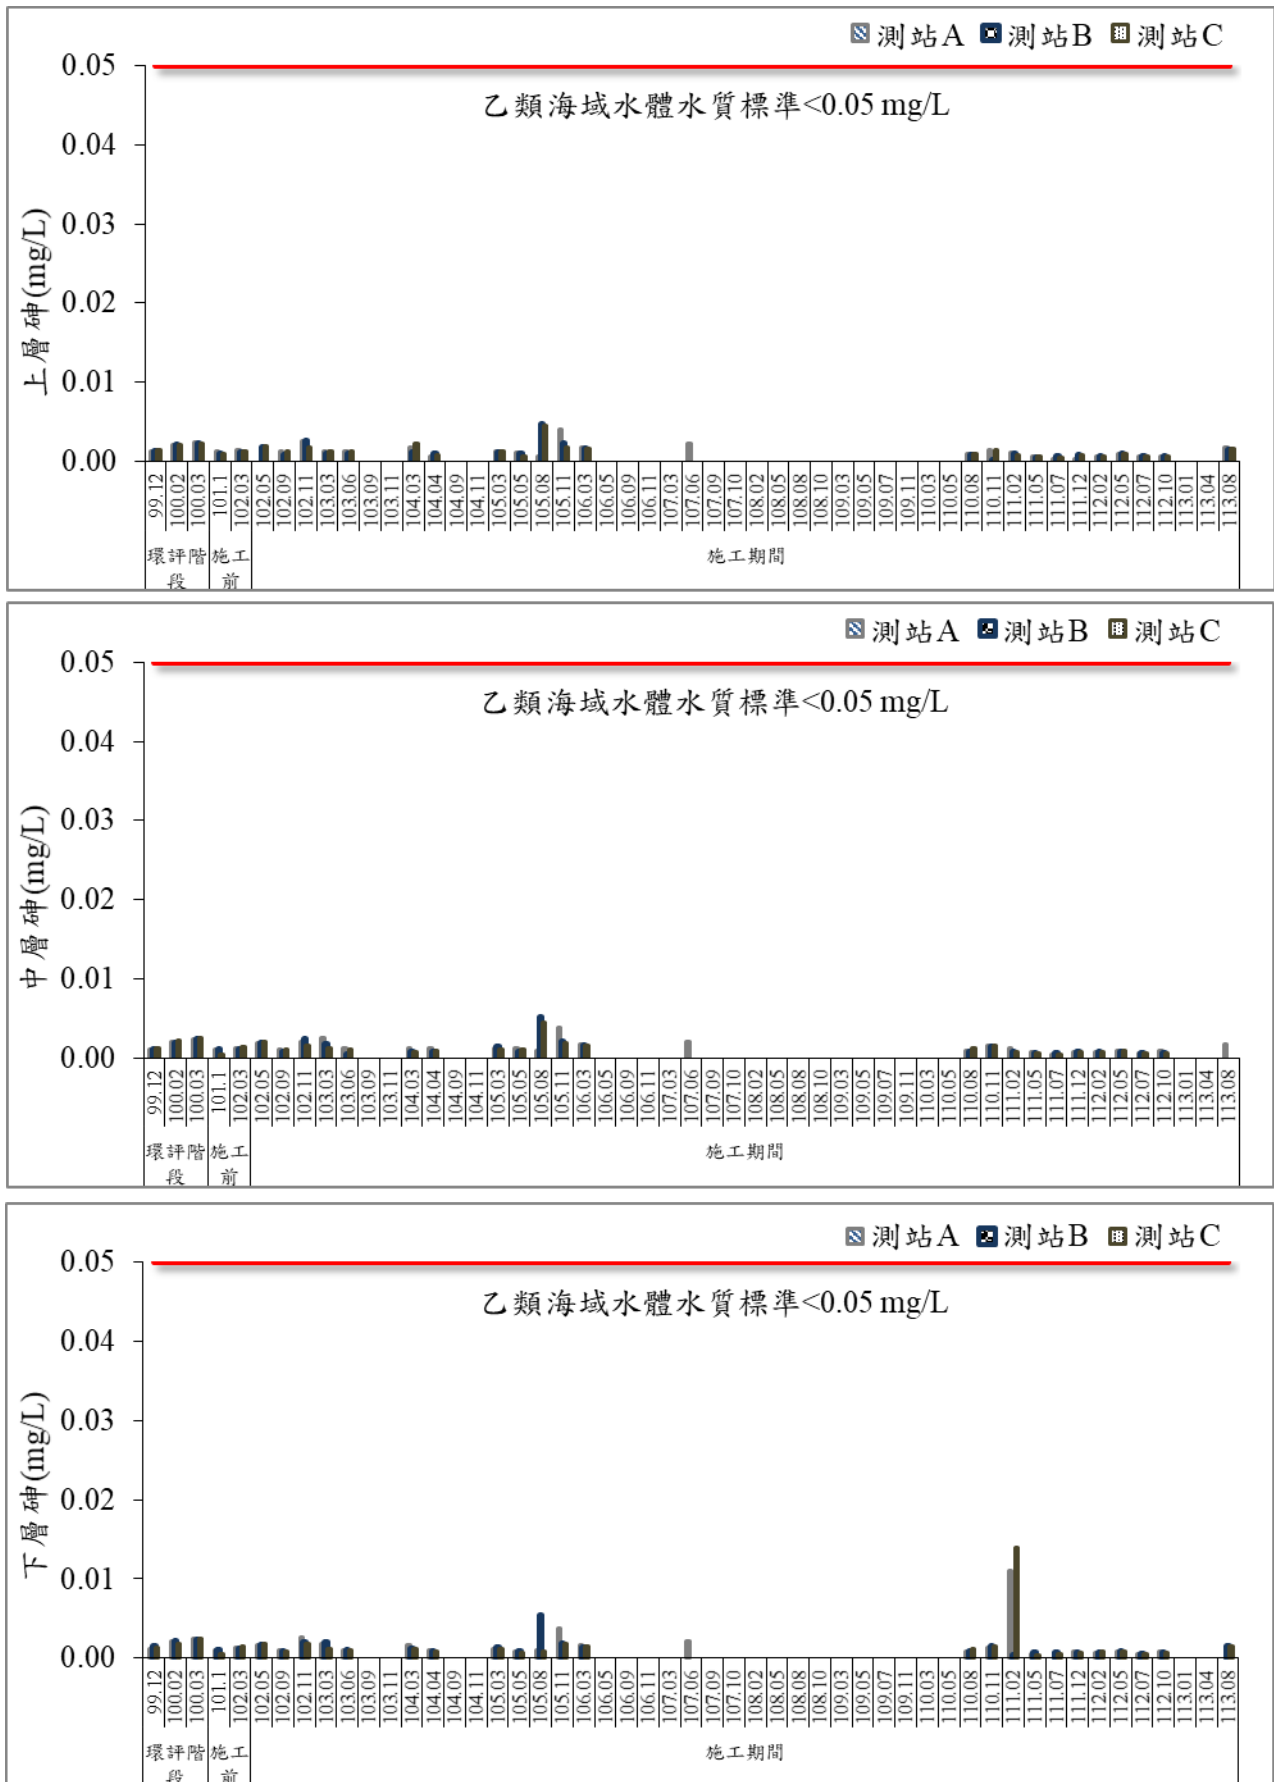 測站A 測站B 測站C
0.05
乙類海域水體水質標準<0.05 mg/L
0.04
0.03
0.02
0.01
0.00
上層砷(mg/L)
99.12 100.02 100.03 101.1 102.03 102.05 102.09 102.11 103.03 103.06 103.09 103.11 104.03 104.04 104.09 104.11 105.03 105.05 105.08 105.11 106.03 106.05 106.09 106.11 107.03 107.06 107.09 107.10 108.02 108.05 108.08 108.10 109.03 109.05 109.07 109.11 110.03 110.05 110.08 110.11 111.02 111.05 111.07 111.12 112.02 112.05 112.07 112.10 113.01 113.04 113.08
環評階段 施工前 施工期間
測站A 測站B 測站C
0.05
乙類海域水體水質標準<0.05 mg/L
0.04
0.03
0.02
0.01
0.00
中層砷(mg/L)
99.12 100.02 100.03 101.1 102.03 102.05 102.09 102.11 103.03 103.06 103.09 103.11 104.03 104.04 104.09 104.11 105.03 105.05 105.08 105.11 106.03 106.05 106.09 106.11 107.03 107.06 107.09 107.10 108.02 108.05 108.08 108.10 109.03 109.05 109.07 109.11 110.03 110.05 110.08 110.11 111.02 111.05 111.07 111.12 112.02 112.05 112.07 112.10 113.01 113.04 113.08
環評階段 施工前 施工期間
測站A 測站B 測站C
0.05
乙類海域水體水質標準<0.05 mg/L
0.04
0.03
0.02
0.01
0.00
下層砷(mg/L)
99.12 100.02 100.03 101.1 102.03 102.05 102.09 102.11 103.03 103.06 103.09 103.11 104.03 104.04 104.09 104.11 105.03 105.05 105.08 105.11 106.03 106.05 106.09 106.11 107.03 107.06 107.09 107.10 108.02 108.05 108.08 108.10 109.03 109.05 109.07 109.11 110.03 110.05 110.08 110.11 111.02 111.05 111.07 111.12 112.02 112.05 112.07 112.10 113.01 113.04 113.08
環評階段 施工前 施工期間